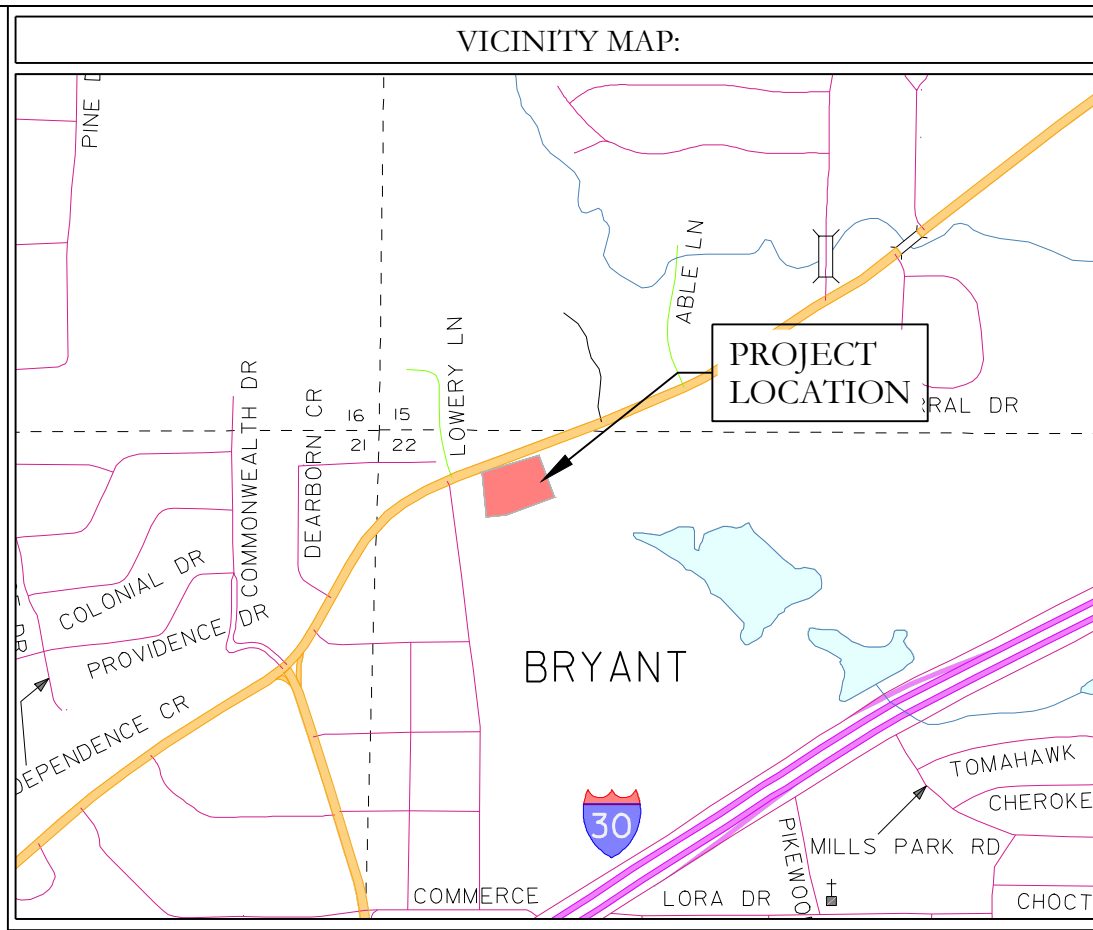 VICINITY MAP:
PINE
ABLE LN
LOWERY LN
PROJECT
LOCATION
RRAL DR
COMMONWEALTH DR
DEARBORN CR
16 15
21 22
COLONIAL DR
PROVIDENCE DR
DR
DEPENDENCE CR
BRYANT
30
TOMAHAWK
CHEROKE
MILLS PARK RD
PIKEWOO
COMMERCE
LORA DR
CHOCT